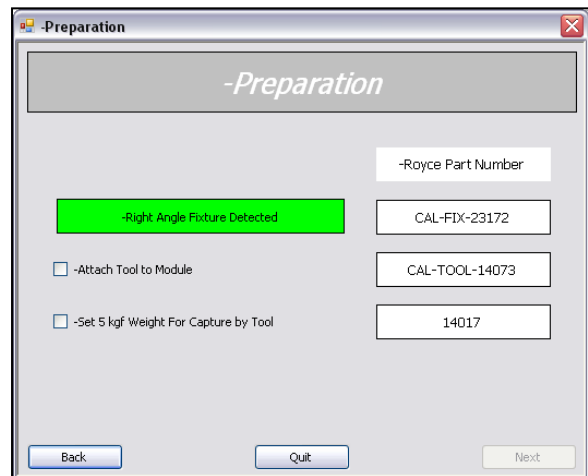 -Preparation
-Preparation
-Royce Part Number
-Right Angle Fixture Detected
CAL-FIX-23172
-Attach Tool to Module
CAL-TOOL-14073
-Set 5 kgf Weight For Capture by Tool
14017
Back
Quit
Next